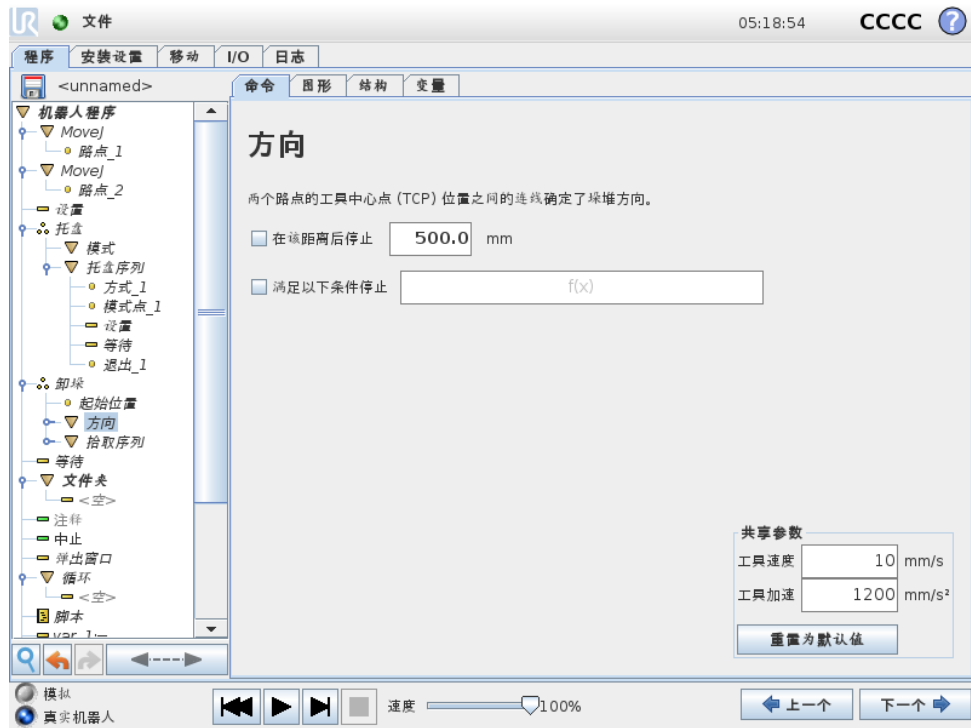 UR 文件 05:18:54 CCCC ?
程序 安装设置 移动 I/O 日志
<unnamed>
命令 图形 结构 变量
机器人程序
MoveJ
路点_1
MoveJ
路点_2
设置
托盘
模式
托盘序列
方式_1
模式点_1
设置
等待
退出_1
卸垛
起始位置
方向
拾取序列
等待
文件夹
<空>
注释
中止
弹出窗口
循环
<空>
脚本
var_1:=
方向
两个路点的工具中心点 (TCP) 位置之间的连线确定了垛堆方向。
在该距离后停止 500.0 mm
满足以下条件停止 f(x)
共享参数
工具速度 10 mm/s
工具加速 1200 mm/s²
重置为默认值
模拟
真实机器人
速度 100%
上一个 下一个